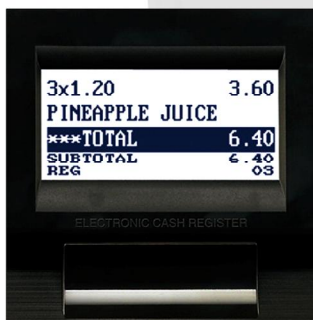 3x1.20 3.60
PINEAPPLE JUICE
***TOTAL 6.40
SUBTOTAL 6.40
REG 03
ELECTRONIC CASH REGISTER